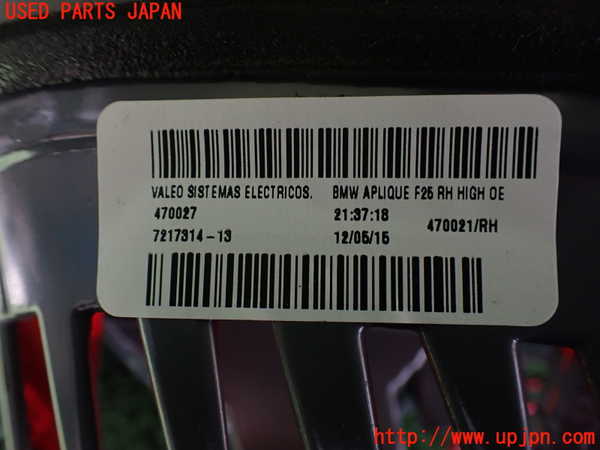 USED PARTS JAPAN
VALEO SISTEMAS ELECTRICOS. BMW APLIQUE F25 RH HIGH OE
470027 21:37:18 470021/RH
7217314-13 12/05/15
http://www.upjpn.com/